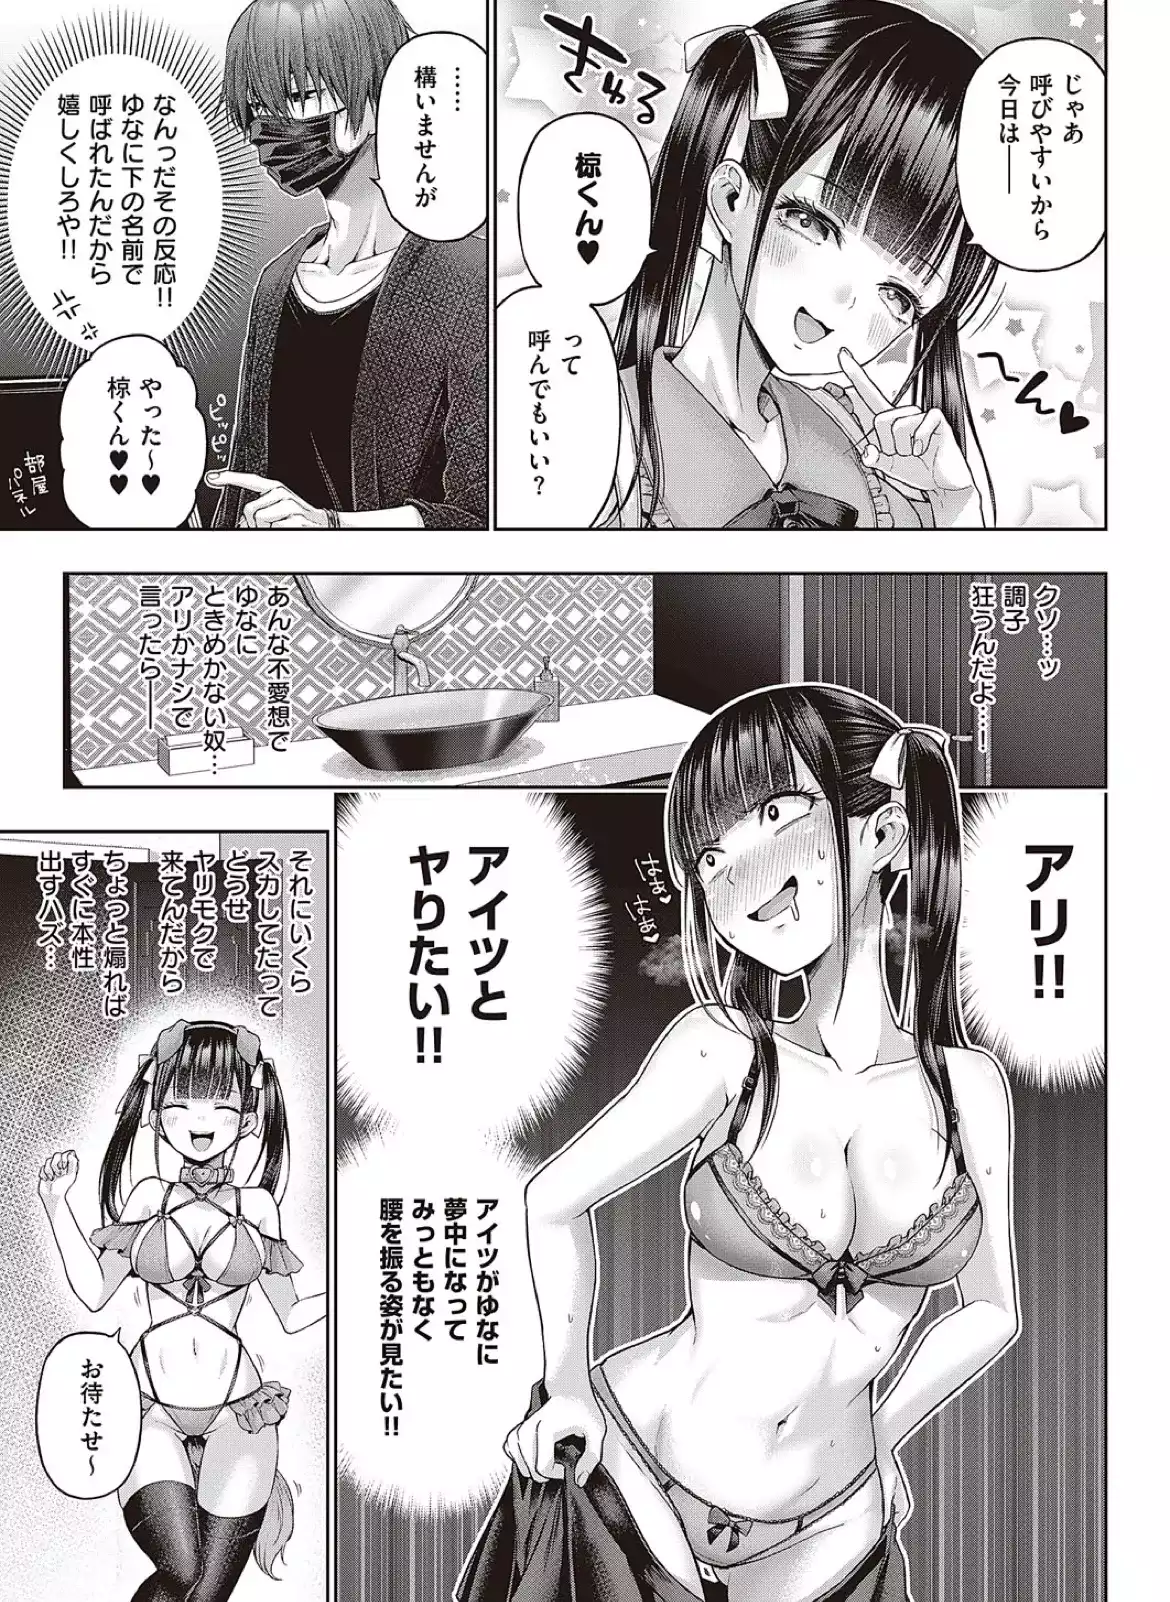 じゃあ
呼びやすいから
今日は――
きゅる
椋くん♥
って
呼んでもいい？
～ん♥
……
構いませんが
なんっだその反応!!
ゆなに下の名前で
呼ばれたんだから
嬉しくしろや!!
やった～♥
椋くん♥♥
ピッピッ
部屋
パネル
クソ…ッ
調子
狂うんだよ…！
あんな不愛想で
ゆなに
ときめかない奴…
アリかナシで
言ったら――
アリ!!
はぁ♥
はぁ♥
アイツと
ヤりたい!!
アイツがゆなに
夢中になって
みっともなく
腰を振る姿が見たい!!
それにいくら
スカしてだって
どうせ
ヤリモクで
来てんだから
ちょっと煽れば
すぐに本性
出すハズ…
お待たせ～